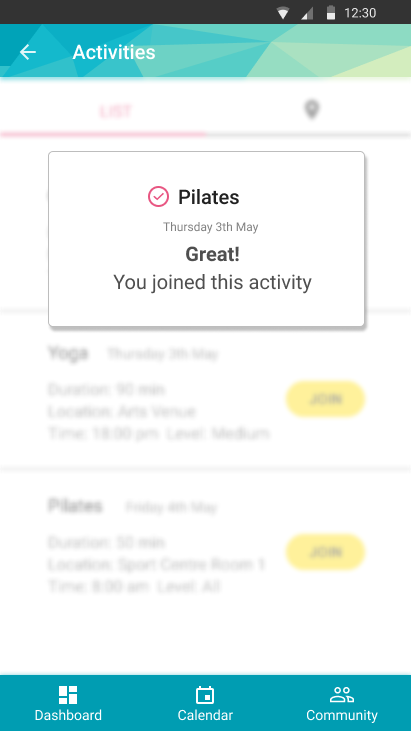 12:30
Activities
LIST
Pilates
Thursday 3th May
Great!
You joined this activity
Yoga Thursday 3th May
Duration: 90 min
Location: Arts Venue
JOIN
Time: 18:00 pm Level: Medium
Pilates Friday 4th May
Duration: 50 min
Location: Sport Centre Room 1
JOIN
Time: 8:00 am Level: All
Dashboard
Calendar
Community